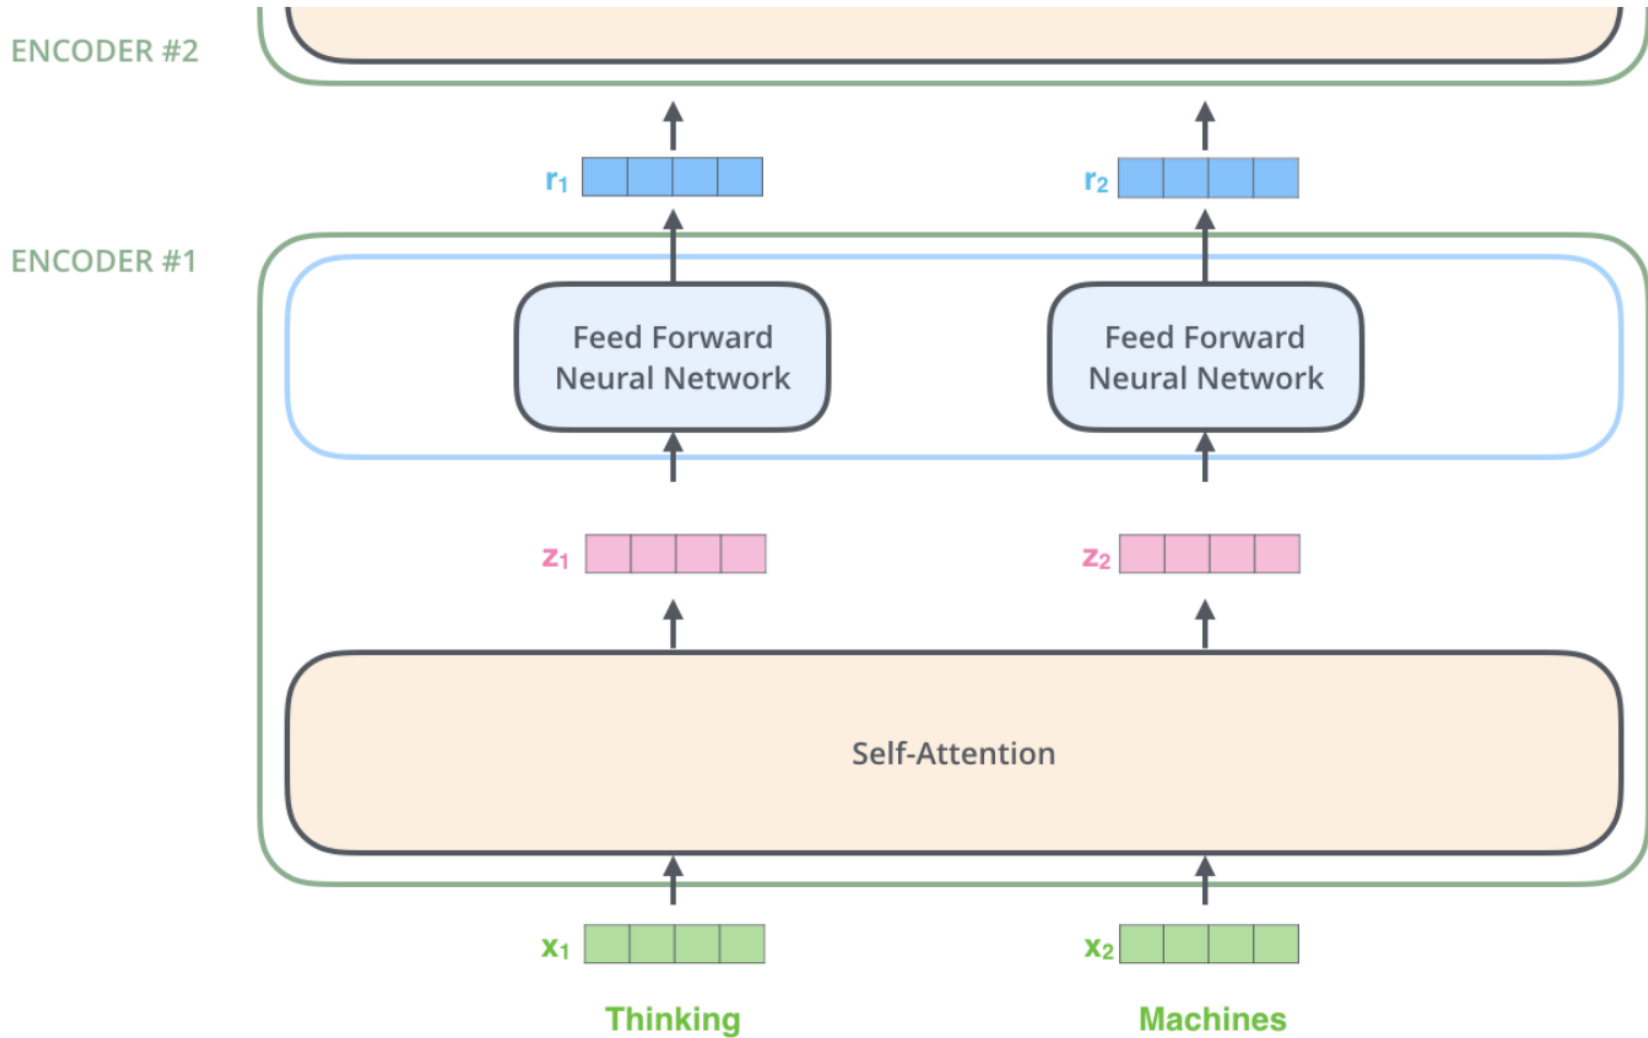 ENCODER #2
r₁
r₂
ENCODER #1
Feed Forward
Neural Network
Feed Forward
Neural Network
z₁
z₂
Self-Attention
x₁
x₂
Thinking
Machines